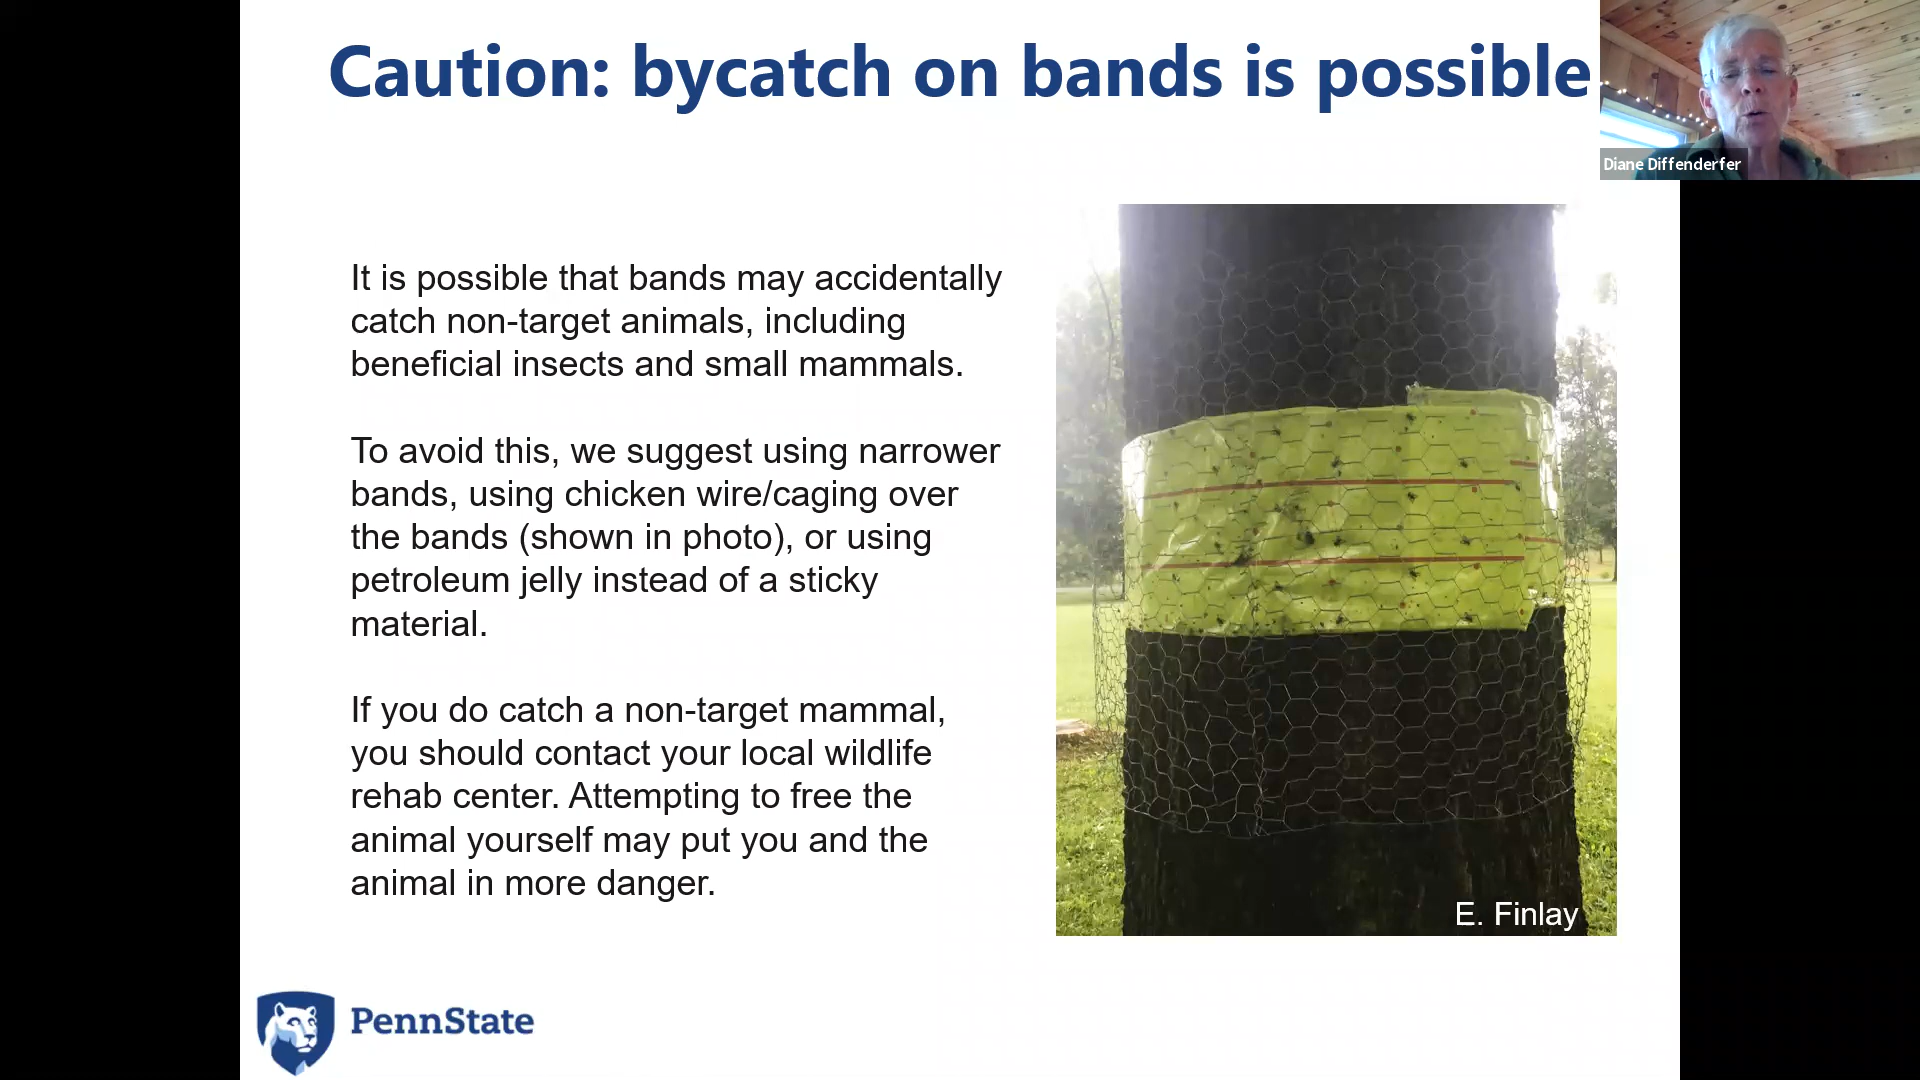 Caution: bycatch on bands is possible
Diane Diffenderfer
It is possible that bands may accidentally
catch non-target animals, including
beneficial insects and small mammals.
To avoid this, we suggest using narrower
bands, using chicken wire/caging over
the bands (shown in photo), or using
petroleum jelly instead of a sticky
material.
If you do catch a non-target mammal,
you should contact your local wildlife
rehab center. Attempting to free the
animal yourself may put you and the
animal in more danger.
E. Finlay
PennState